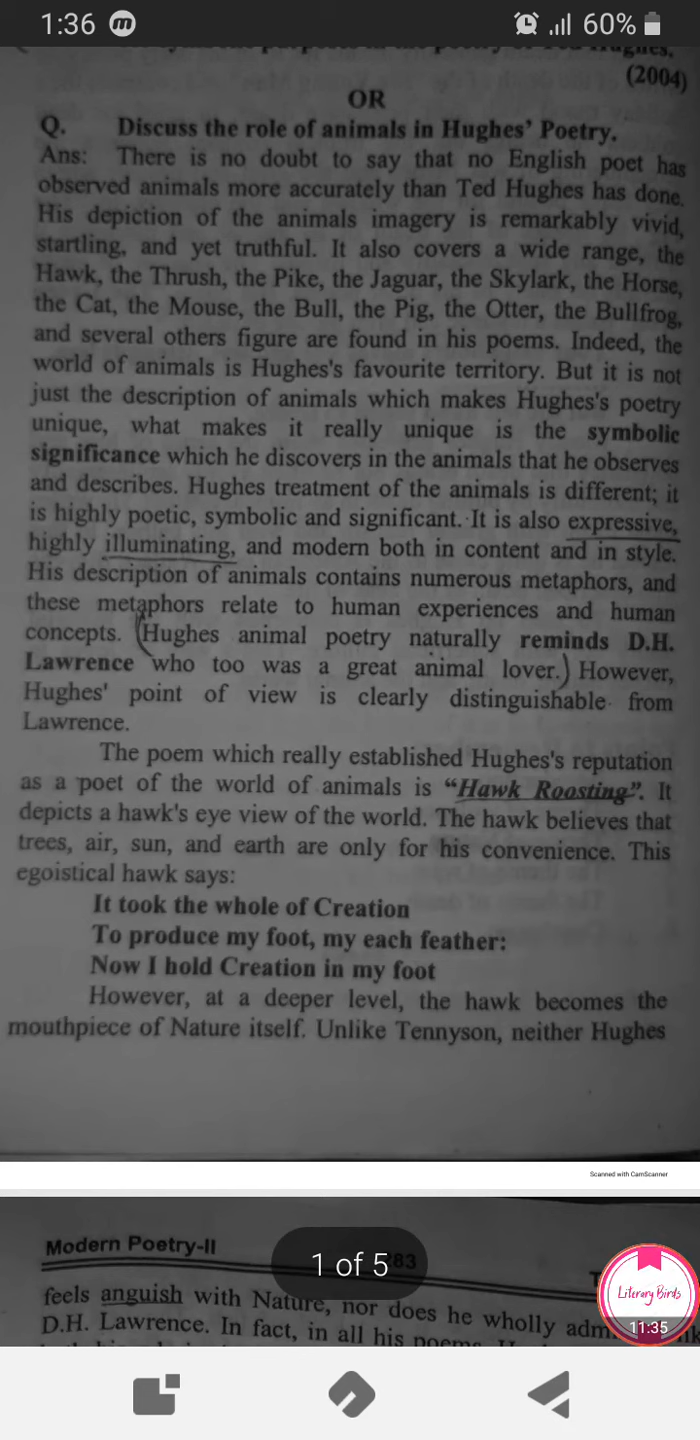 1:36 m 60%
Hughes.
(2004)
OR
Q. Discuss the role of animals in Hughes' Poetry.
Ans: There is no doubt to say that no English poet has
observed animals more accurately than Ted Hughes has done.
His depiction of the animals imagery is remarkably vivid,
startling, and yet truthful. It also covers a wide range, the
Hawk, the Thrush, the Pike, the Jaguar, the Skylark, the Horse,
the Cat, the Mouse, the Bull, the Pig, the Otter, the Bullfrog,
and several others figure are found in his poems. Indeed, the
world of animals is Hughes's favourite territory. But it is not
just the description of animals which makes Hughes's poetry
unique, what makes it really unique is the symbolic
significance which he discovers in the animals that he observes
and describes. Hughes treatment of the animals is different; it
is highly poetic, symbolic and significant. It is also expressive,
highly illuminating, and modern both in content and in style.
His description of animals contains numerous metaphors, and
these metaphors relate to human experiences and human
concepts. (Hughes animal poetry naturally reminds D.H.
Lawrence who too was a great animal lover.) However,
Hughes' point of view is clearly distinguishable from
Lawrence.
The poem which really established Hughes's reputation
as a poet of the world of animals is "Hawk Roosting". It
depicts a hawk's eye view of the world. The hawk believes that
trees, air, sun, and earth are only for his convenience. This
egoistical hawk says:
It took the whole of Creation
To produce my foot, my each feather:
Now I hold Creation in my foot
However, at a deeper level, the hawk becomes the
mouthpiece of Nature itself. Unlike Tennyson, neither Hughes
Scanned with CamScanner
Modern Poetry-II 83
1 of 5
feels anguish with Nature, nor does he wholly
D.H. Lawrence. In fact, in all his poems
Literary Birds
11:35